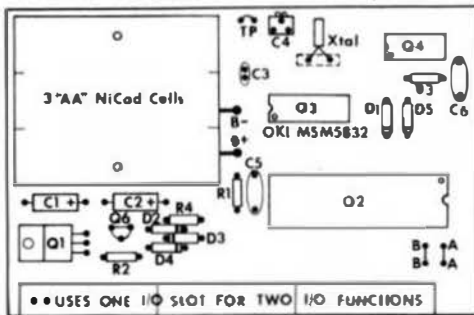 TP
C4
Xtal
Q4
C3
3"AA" NiCad Cells
D1
D5
C6
B-
Q3
B+
OKI MSM5832
C5
R1
Q2
C1 +
C2 +
R4
Q6
D2
D3
Q1
D4
R2
B A
B A
•• USES ONE I/O SLOT FOR TWO I/O FUNCTIONS